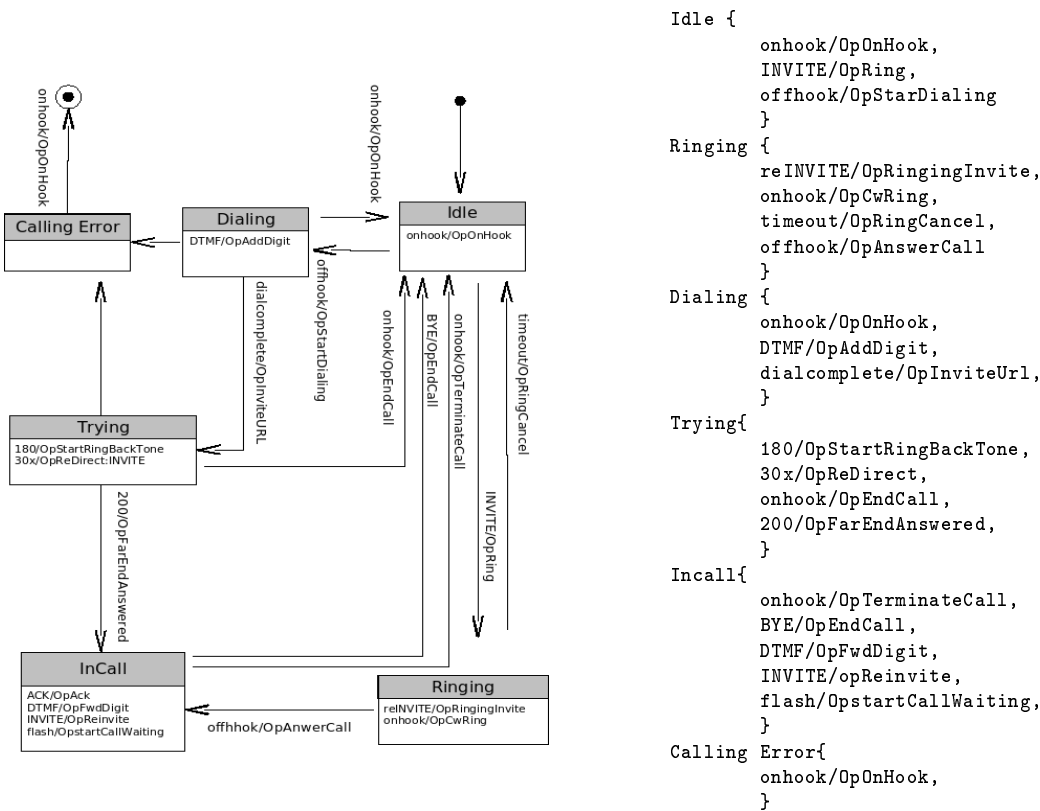 onhook/OpOnHook
onhook/OpOnHook
Calling Error
Dialing
DTMF/OpAddDigit
Idle
onhook/OpOnHook
dialcomplete/OpInviteURL
offhook/OpStartDialing
onhook/OpEndCall
BYE/OpEndCall
onhook/OpTerminateCall
timeout/OpRingCancel
INVITE/OpRing
Trying
180/OpStartRingBackTone
30x/OpReDirect:INVITE
200/OpFarEndAnswered
InCall
ACK/OpAck
DTMF/OpFwdDigit
INVITE/OpReinvite
flash/OpstartCallWaiting
offhhok/OpAnwerCall
Ringing
reINVITE/OpRingingInvite
onhook/OpCwRing
Idle {
onhook/OpOnHook,
INVITE/OpRing,
offhook/OpStarDialing
}
Ringing {
reINVITE/OpRingingInvite,
onhook/OpCwRing,
timeout/OpRingCancel,
offhook/OpAnswerCall
}
Dialing {
onhook/OpOnHook,
DTMF/OpAddDigit,
dialcomplete/OpInviteUrl,
}
Trying{
180/OpStartRingBackTone,
30x/OpReDirect,
onhook/OpEndCall,
200/OpFarEndAnswered,
}
Incall{
onhook/OpTerminateCall,
BYE/OpEndCall,
DTMF/OpFwdDigit,
INVITE/opReinvite,
flash/OpstartCallWaiting,
}
Calling Error{
onhook/OpOnHook,
}